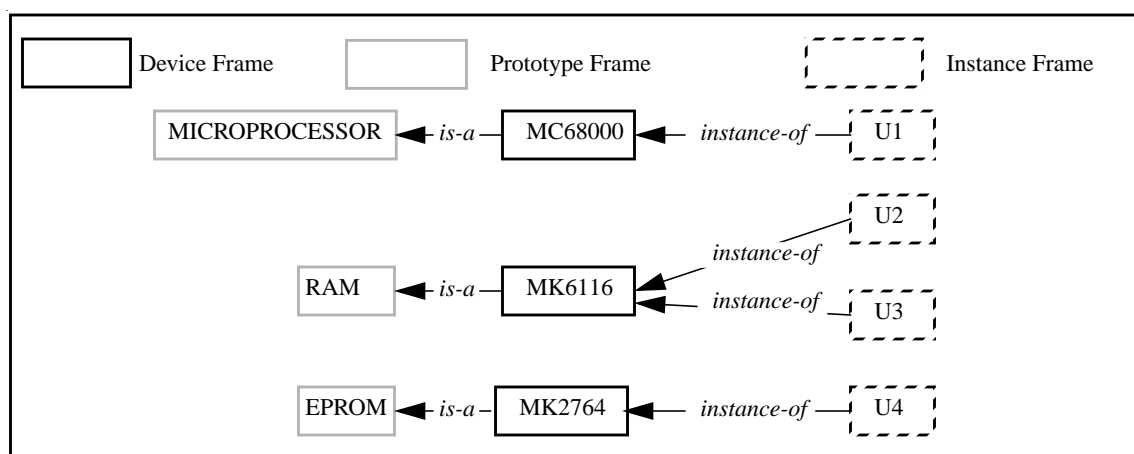 Device Frame Prototype Frame Instance Frame
MICROPROCESSOR is-a MC68000 instance-of U1
U2
instance-of
RAM is-a MK6116 instance-of U3
EPROM is-a MK2764 instance-of U4